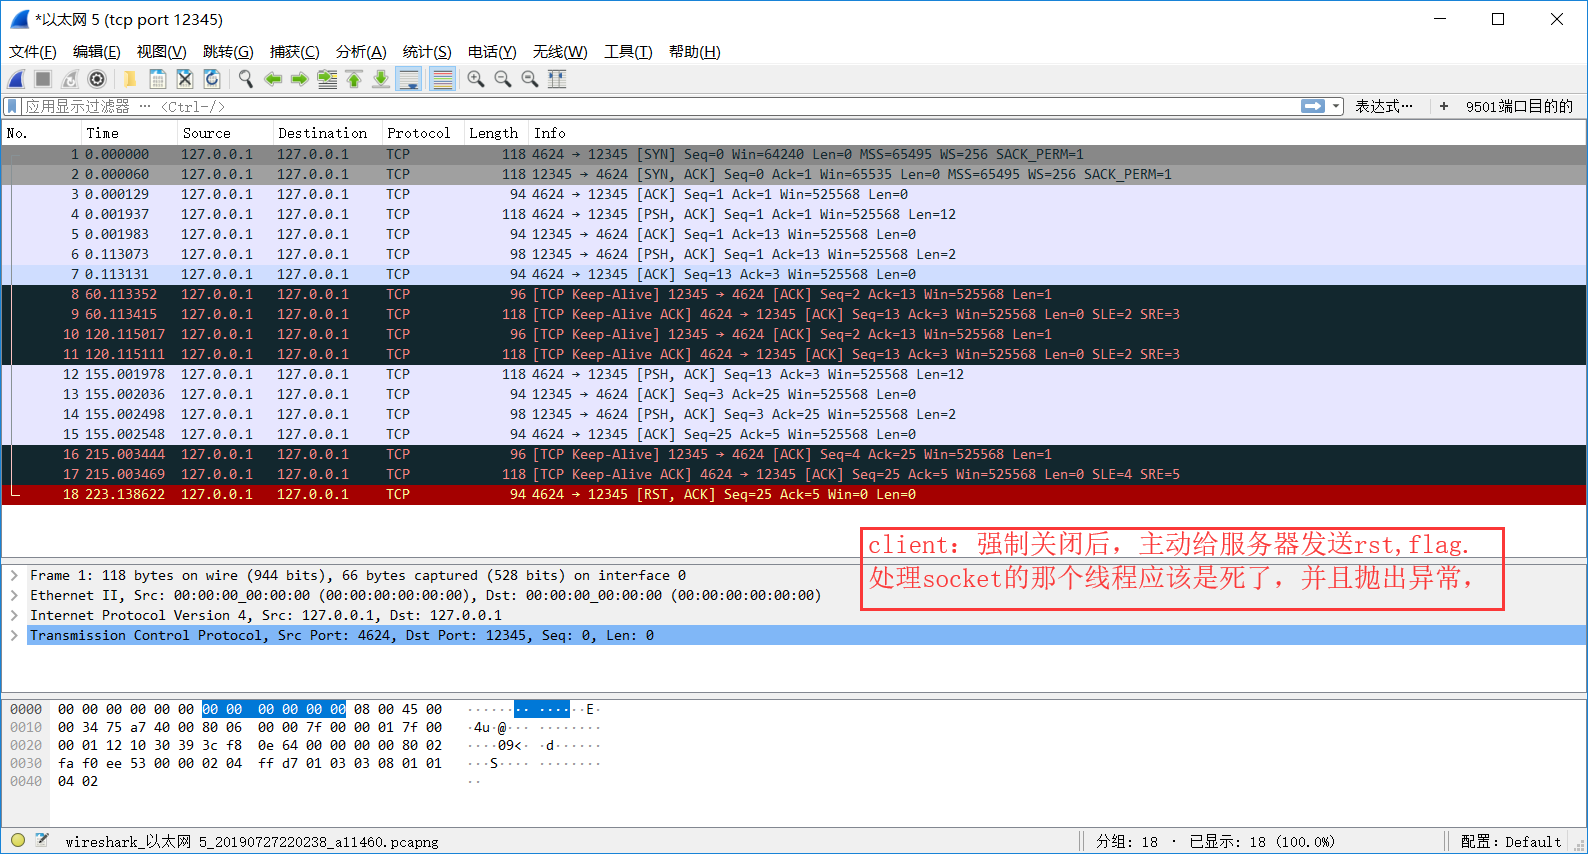 *以太网 5 (tcp port 12345)
文件(F) 编辑(E) 视图(V) 跳转(G) 捕获(C) 分析(A) 统计(S) 电话(Y) 无线(W) 工具(T) 帮助(H)
应用显示过滤器 … <Ctrl-/> 表达式… + 9501端口目的的
No. Time Source Destination Protocol Length Info
1 0.000000 127.0.0.1 127.0.0.1 TCP 118 4624 → 12345 [SYN] Seq=0 Win=64240 Len=0 MSS=65495 WS=256 SACK_PERM=1
2 0.000060 127.0.0.1 127.0.0.1 TCP 118 12345 → 4624 [SYN, ACK] Seq=0 Ack=1 Win=65535 Len=0 MSS=65495 WS=256 SACK_PERM=1
3 0.000129 127.0.0.1 127.0.0.1 TCP 94 4624 → 12345 [ACK] Seq=1 Ack=1 Win=525568 Len=0
4 0.001937 127.0.0.1 127.0.0.1 TCP 118 4624 → 12345 [PSH, ACK] Seq=1 Ack=1 Win=525568 Len=12
5 0.001983 127.0.0.1 127.0.0.1 TCP 94 12345 → 4624 [ACK] Seq=1 Ack=13 Win=525568 Len=0
6 0.113073 127.0.0.1 127.0.0.1 TCP 98 12345 → 4624 [PSH, ACK] Seq=1 Ack=13 Win=525568 Len=2
7 0.113131 127.0.0.1 127.0.0.1 TCP 94 4624 → 12345 [ACK] Seq=13 Ack=3 Win=525568 Len=0
8 60.113352 127.0.0.1 127.0.0.1 TCP 96 [TCP Keep-Alive] 12345 → 4624 [ACK] Seq=2 Ack=13 Win=525568 Len=1
9 60.113415 127.0.0.1 127.0.0.1 TCP 118 [TCP Keep-Alive ACK] 4624 → 12345 [ACK] Seq=13 Ack=3 Win=525568 Len=0 SLE=2 SRE=3
10 120.115017 127.0.0.1 127.0.0.1 TCP 96 [TCP Keep-Alive] 12345 → 4624 [ACK] Seq=2 Ack=13 Win=525568 Len=1
11 120.115111 127.0.0.1 127.0.0.1 TCP 118 [TCP Keep-Alive ACK] 4624 → 12345 [ACK] Seq=13 Ack=3 Win=525568 Len=0 SLE=2 SRE=3
12 155.001978 127.0.0.1 127.0.0.1 TCP 118 4624 → 12345 [PSH, ACK] Seq=13 Ack=3 Win=525568 Len=12
13 155.002036 127.0.0.1 127.0.0.1 TCP 94 12345 → 4624 [ACK] Seq=3 Ack=25 Win=525568 Len=0
14 155.002498 127.0.0.1 127.0.0.1 TCP 98 12345 → 4624 [PSH, ACK] Seq=3 Ack=25 Win=525568 Len=2
15 155.002548 127.0.0.1 127.0.0.1 TCP 94 4624 → 12345 [ACK] Seq=25 Ack=5 Win=525568 Len=0
16 215.003444 127.0.0.1 127.0.0.1 TCP 96 [TCP Keep-Alive] 12345 → 4624 [ACK] Seq=4 Ack=25 Win=525568 Len=1
17 215.003469 127.0.0.1 127.0.0.1 TCP 118 [TCP Keep-Alive ACK] 4624 → 12345 [ACK] Seq=25 Ack=5 Win=525568 Len=0 SLE=4 SRE=5
18 223.138622 127.0.0.1 127.0.0.1 TCP 94 4624 → 12345 [RST, ACK] Seq=25 Ack=5 Win=0 Len=0
client：强制关闭后，主动给服务器发送rst,flag.
处理socket的那个线程应该是死了，并且抛出异常，
Frame 1: 118 bytes on wire (944 bits), 66 bytes captured (528 bits) on interface 0
Ethernet II, Src: 00:00:00_00:00:00 (00:00:00:00:00:00), Dst: 00:00:00_00:00:00 (00:00:00:00:00:00)
Internet Protocol Version 4, Src: 127.0.0.1, Dst: 127.0.0.1
Transmission Control Protocol, Src Port: 4624, Dst Port: 12345, Seq: 0, Len: 0
0000 00 00 00 00 00 00 00 00 00 00 00 00 08 00 45 00 ·············· E·
0010 00 34 75 a7 40 00 80 06 00 00 7f 00 00 01 7f 00 ·4u·@··· ········
0020 00 01 12 10 30 39 3c f8 0e 64 00 00 00 00 80 02 ····09<· ·d······
0030 fa f0 ee 53 00 00 02 04 ff d7 01 03 03 08 01 01 ···S···· ········
0040 04 02 ··
wireshark_以太网 5_20190727220238_a11460.pcapng 分组: 18 · 已显示: 18 (100.0%) 配置: Default